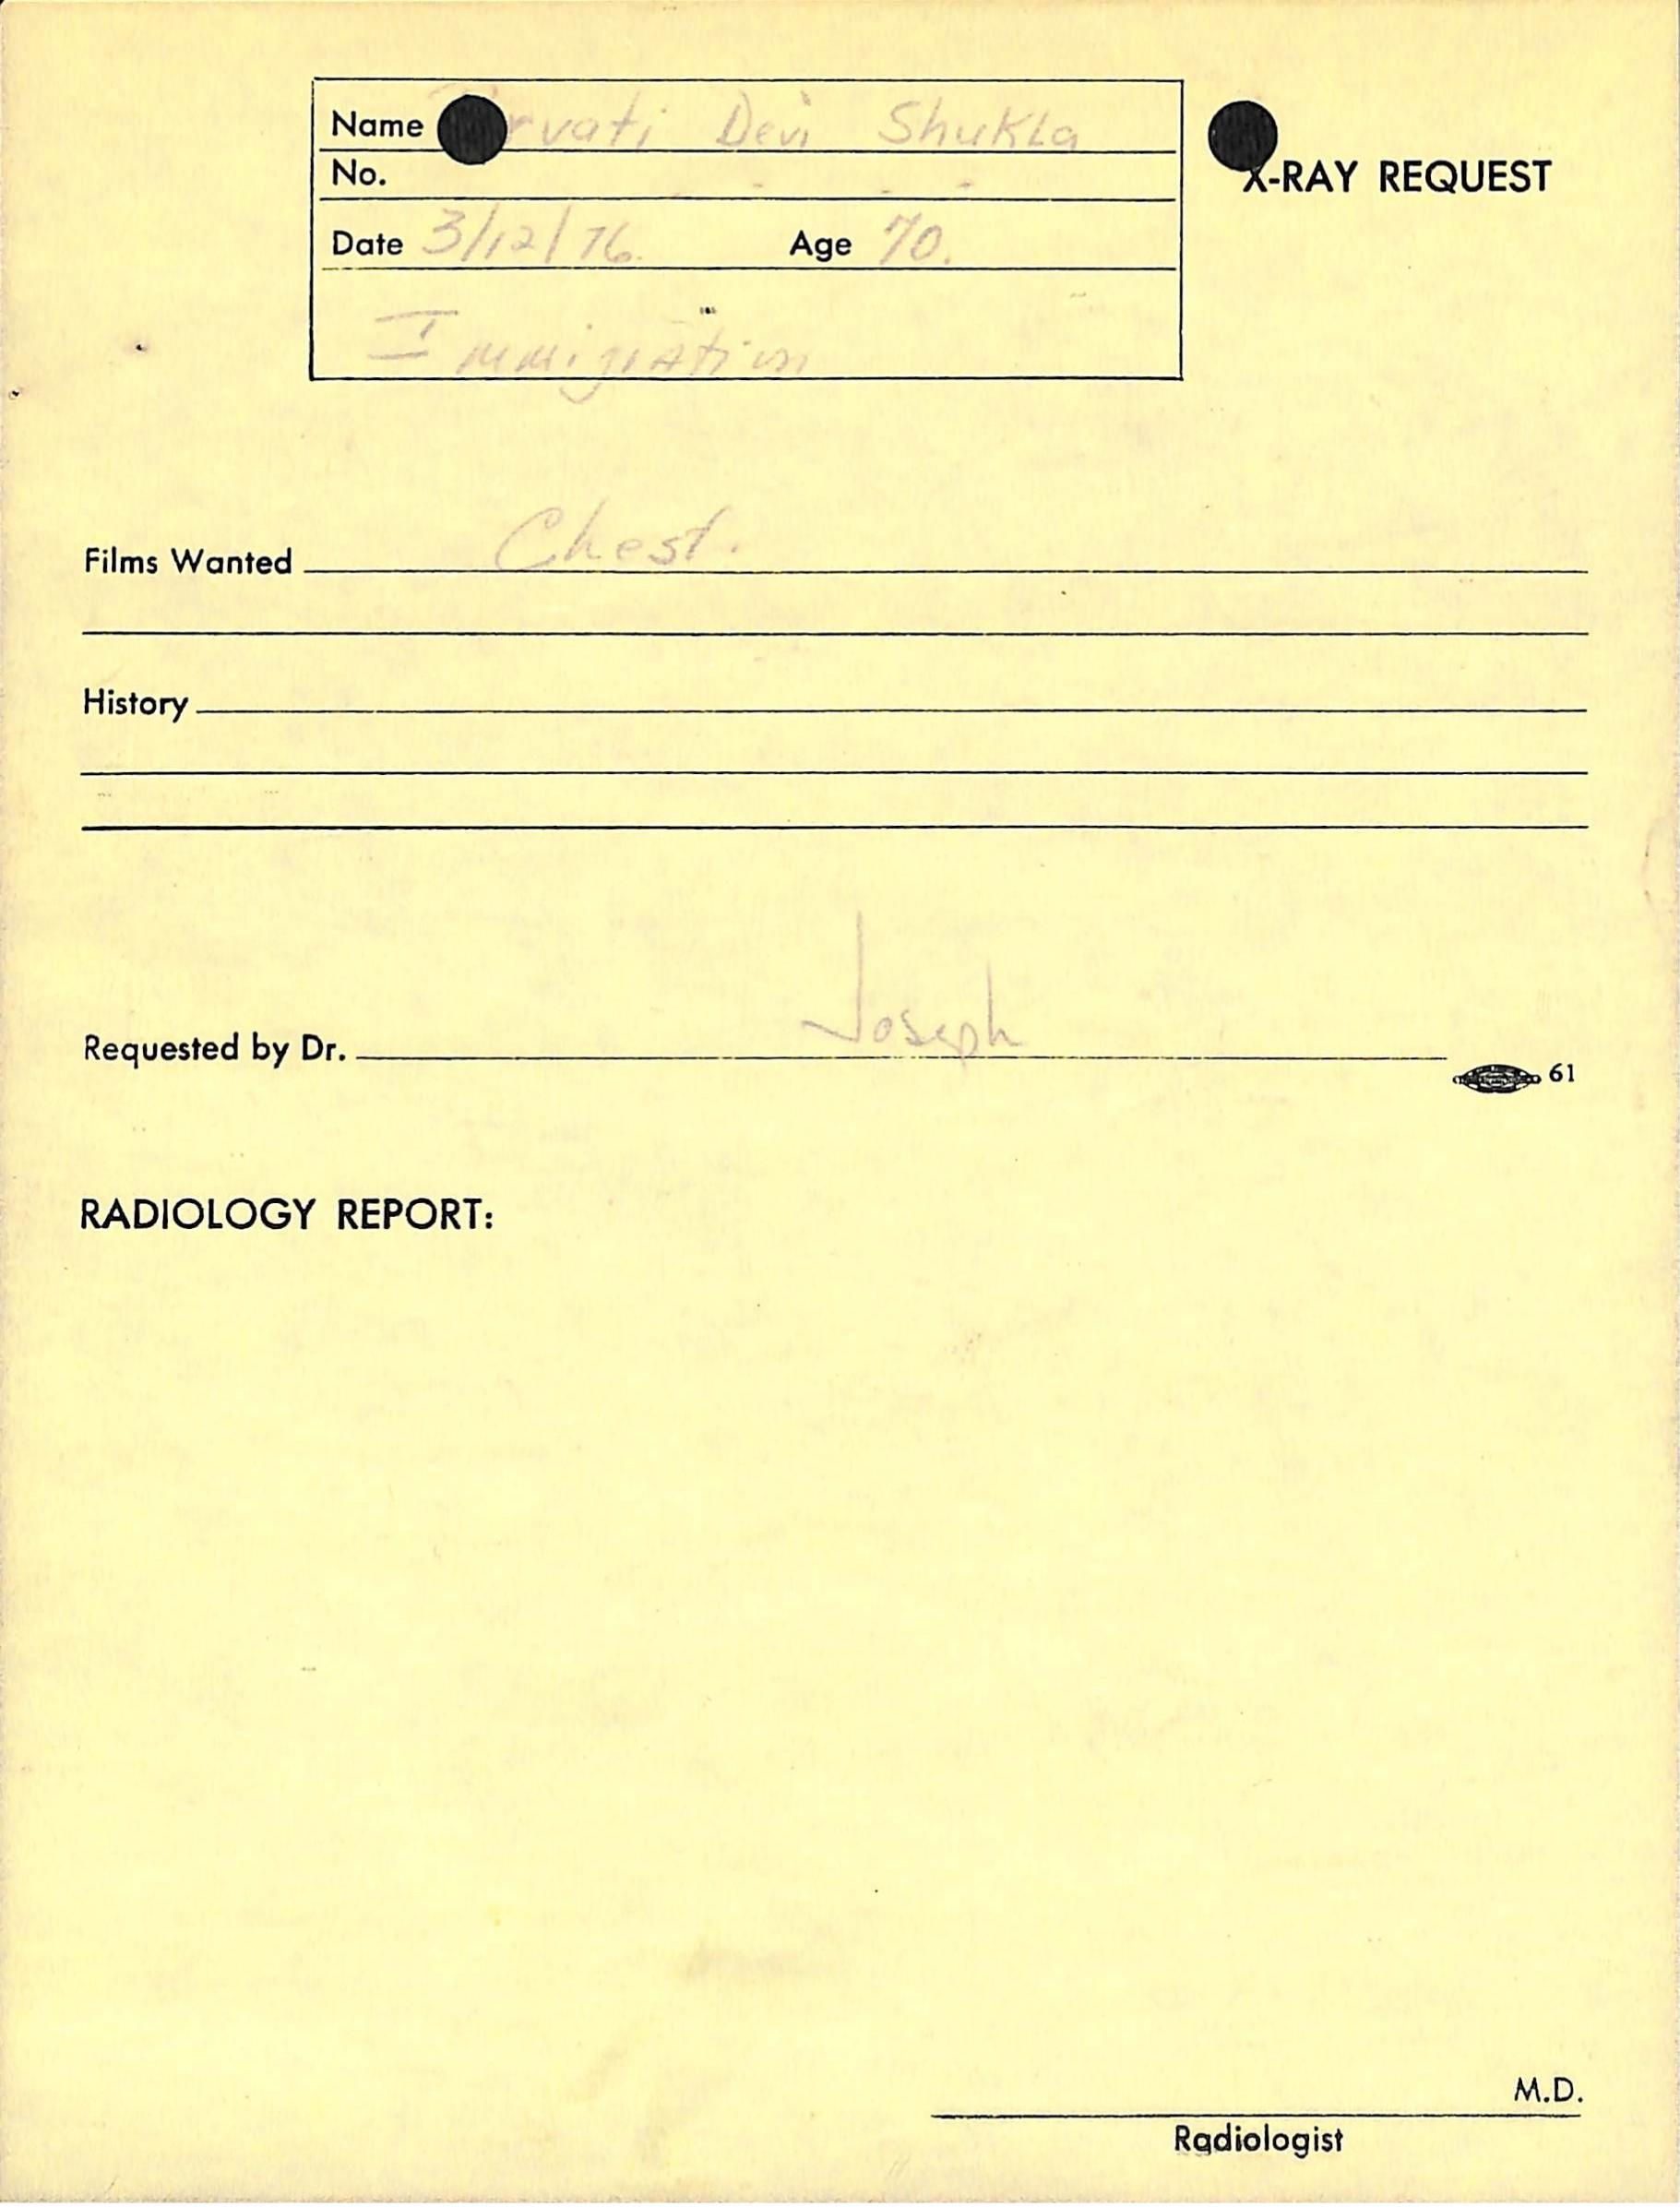 Name rvati Devi Shukla
X-RAY REQUEST
No.
Date 3/12/76. Age 70.
Immigration
Films Wanted Chest.
History
Requested by Dr. Joseph
61
RADIOLOGY REPORT:
M.D.
Radiologist